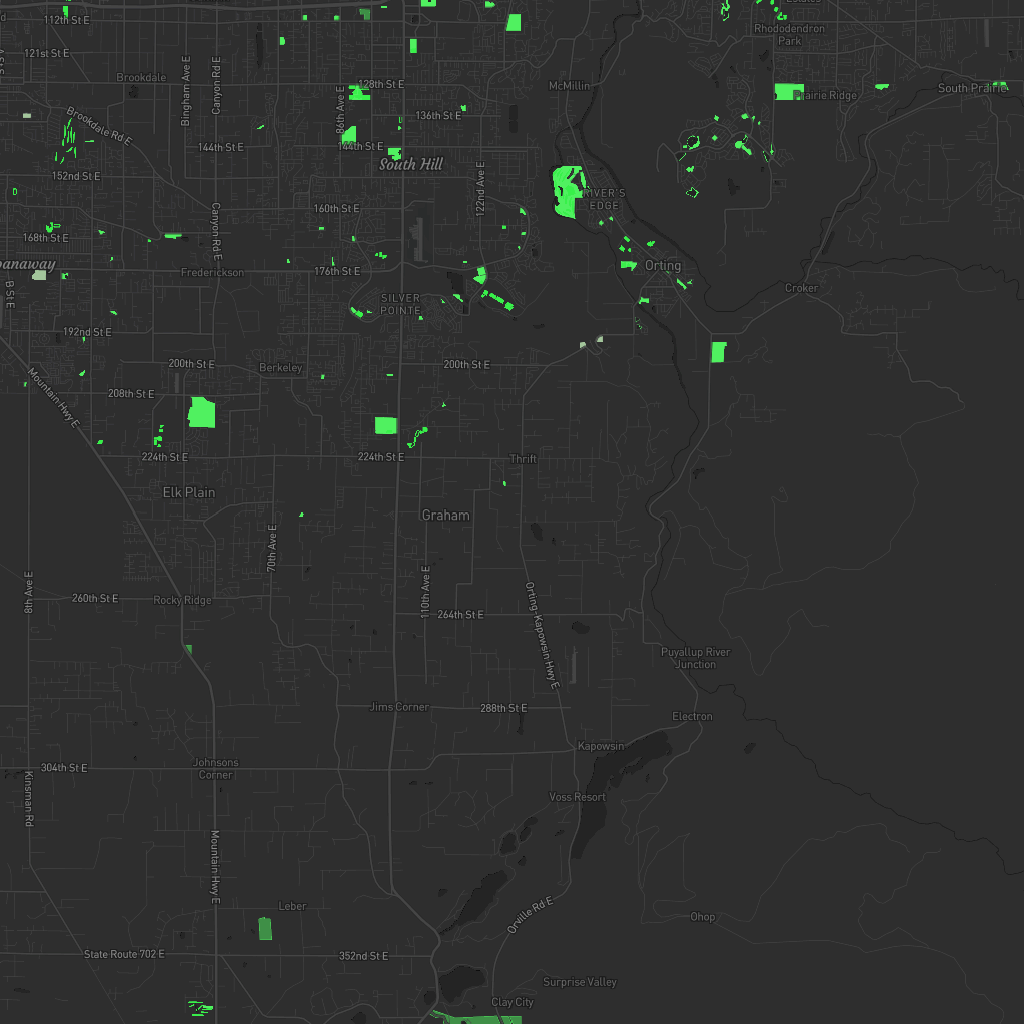 112th St E
Rhododendron
Park
121st St E
Brookdale
128th St E
McMillin
South Prairie
Prairie Ridge
Bingham Ave E
Canyon Rd E
86th Ave E
136th St E
Brookdale Rd E
144th St E
144th St E
South Hill
152nd St E
122nd Ave E
RIVER'S
EDGE
160th St E
Canyon Rd E
168th St E
Frederickson
176th St E
Orting
B St E
SILVER
POINTE
Croker
192nd St E
200th St E
Berkeley
200th St E
Mountain Hwy E
208th St E
224th St E
224th St E
Thrift
Elk Plain
Graham
70th Ave E
8th Ave E
110th Ave E
260th St E
Rocky Ridge
264th St E
Orting-Kapowsin Hwy E
Puyallup River
Junction
Jims Corner
288th St E
Electron
Kapowsin
304th St E
Johnsons
Corner
Kinsman Rd
Voss Resort
Mountain Hwy E
Leber
Orville Rd E
Ohop
State Route 702 E
352nd St E
Surprise Valley
Clay City